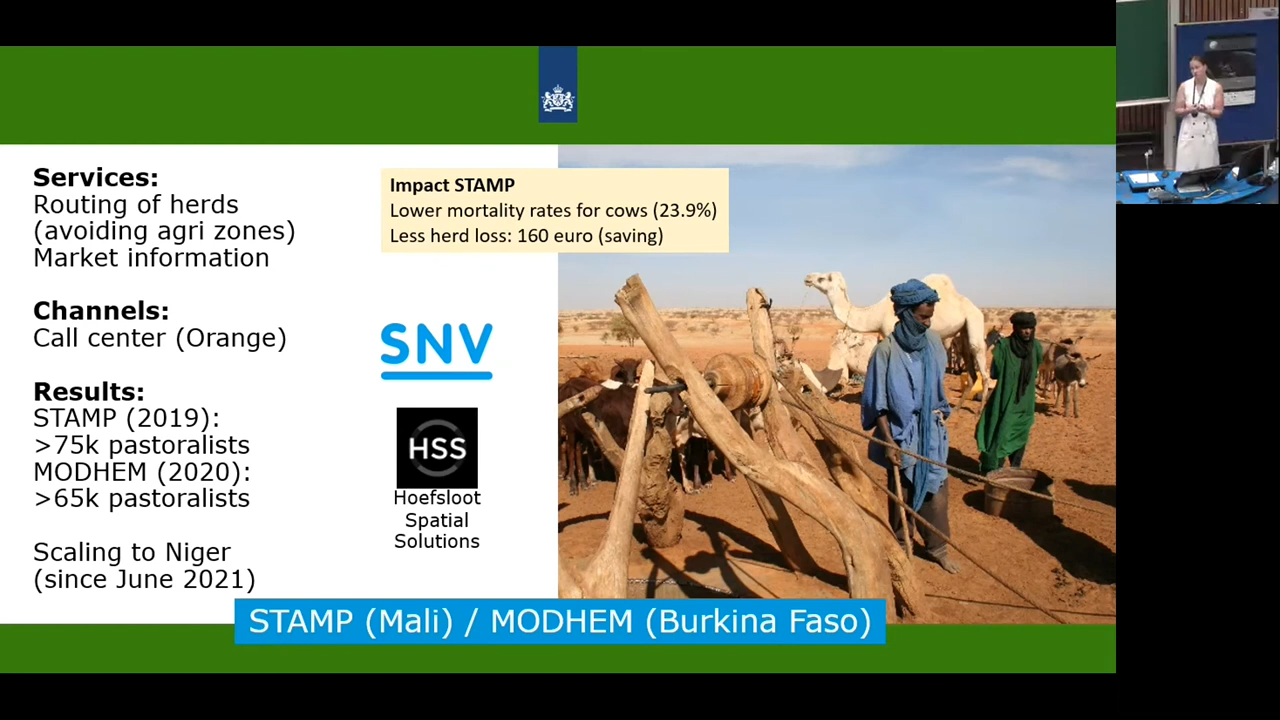 Services:
Routing of herds
(avoiding agri zones)
Market information
Channels:
Call center (Orange)
Results:
STAMP (2019):
>75k pastoralists
MODHEM (2020):
>65k pastoralists
Scaling to Niger
(since June 2021)
Impact STAMP
Lower mortality rates for cows (23.9%)
Less herd loss: 160 euro (saving)
SNV
HSS
Hoefsloot
Spatial
Solutions
STAMP (Mali) / MODHEM (Burkina Faso)